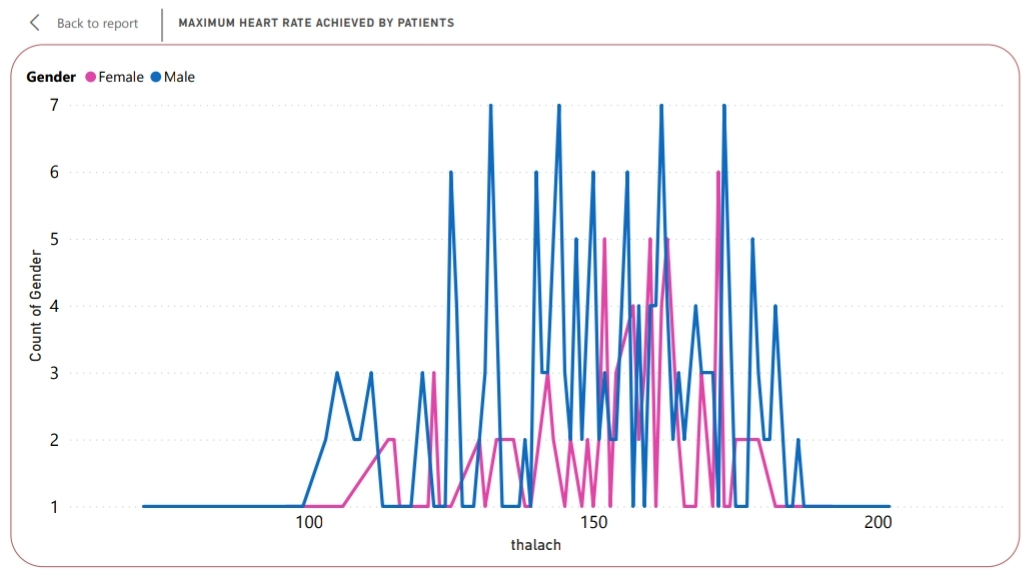 Back to report
MAXIMUM HEART RATE ACHIEVED BY PATIENTS
Gender Female Male
7
6
5
4
3
2
1
Count of Gender
100 150 200
thalach